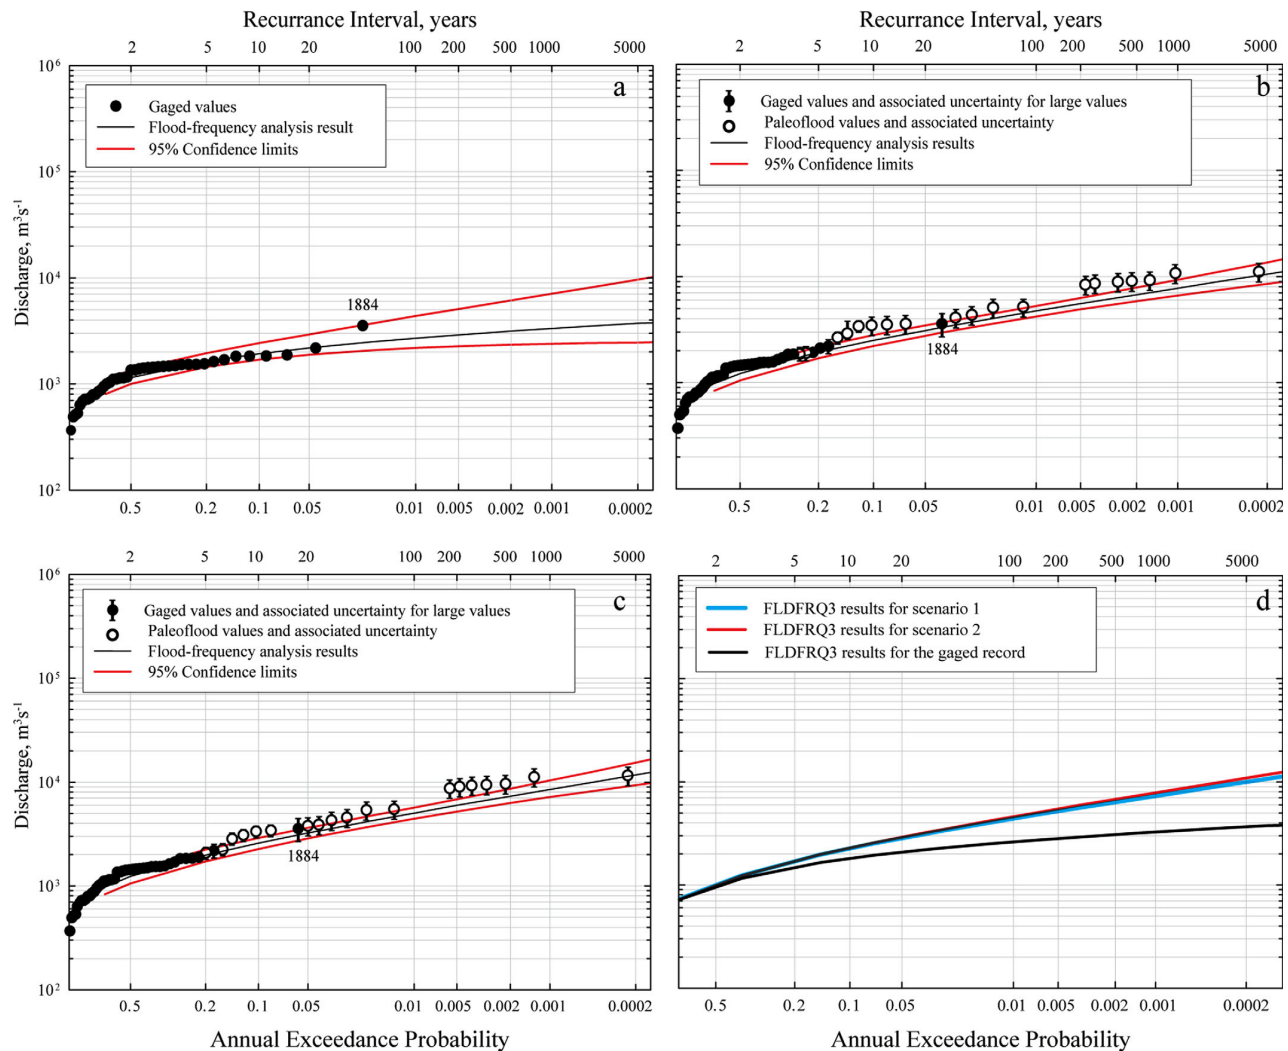 Recurrance Interval, years
2 5 10 20 100 200 500 1000 5000
a
Gaged values
Flood-frequency analysis result
95% Confidence limits
1884
10⁶
10⁵
10⁴
10³
10²
Discharge, m³s⁻¹
0.5 0.2 0.1 0.05 0.01 0.005 0.002 0.001 0.0002
Recurrance Interval, years
2 5 10 20 100 200 500 1000 5000
b
Gaged values and associated uncertainty for large values
Paleoflood values and associated uncertainty
Flood-frequency analysis results
95% Confidence limits
1884
0.5 0.2 0.1 0.05 0.01 0.005 0.002 0.001 0.0002
2 5 10 20 100 200 500 1000 5000
c
Gaged values and associated uncertainty for large values
Paleoflood values and associated uncertainty
Flood-frequency analysis results
95% Confidence limits
1884
10⁶
10⁵
10⁴
10³
10²
Discharge, m³s⁻¹
0.5 0.2 0.1 0.05 0.01 0.005 0.002 0.001 0.0002
Annual Exceedance Probability
2 5 10 20 100 200 500 1000 5000
d
FLDFRQ3 results for scenario 1
FLDFRQ3 results for scenario 2
FLDFRQ3 results for the gaged record
0.5 0.2 0.1 0.05 0.01 0.005 0.002 0.001 0.0002
Annual Exceedance Probability